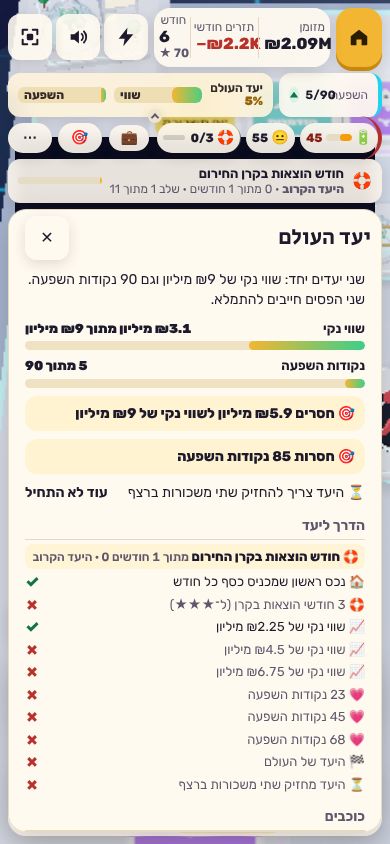 מזומן
₪2.09M
תזרים חודשי
−₪2.2K
חודש
6
★ 70
השפעה
5/90
יעד העולם
5%
שווי
השפעה
45
55
0/3
...
חודש הוצאות בקרן החירום
היעד הקרוב · 0 מתוך 1 חודשים · שלב 1 מתוך 11
יעד העולם
×
שני יעדים יחד: שווי נקי של ₪9 מיליון וגם 90 נקודות השפעה.
שני הפסים חייבים להתמלא.
שווי נקי
₪3.1 מיליון מתוך ₪9 מיליון
נקודות השפעה
5 מתוך 90
חסרים ₪5.9 מיליון לשווי נקי של ₪9 מיליון
חסרות 85 נקודות השפעה
היעד צריך להחזיק שתי משכורות ברצף
עוד לא התחיל
הדרך ליעד
חודש הוצאות בקרן החירום
0 מתוך 1 חודשים · היעד הקרוב
נכס ראשון שמכניס כסף כל חודש
3 חודשי הוצאות בקרן (ל־★★★)
שווי נקי של ₪2.25 מיליון
שווי נקי של ₪4.5 מיליון
שווי נקי של ₪6.75 מיליון
23 נקודות השפעה
45 נקודות השפעה
68 נקודות השפעה
היעד של העולם
היעד מחזיק שתי משכורות ברצף
כוכבים